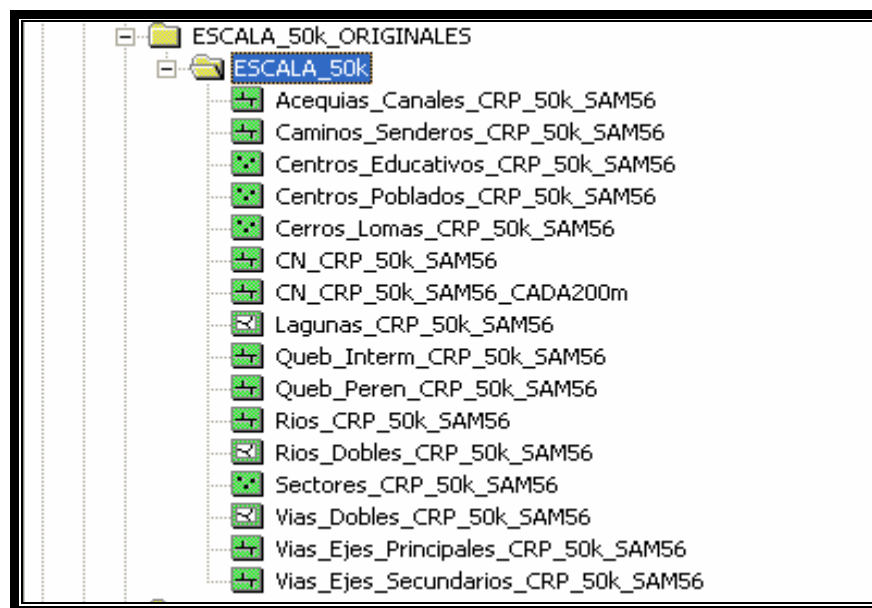 ESCALA_50k_ORIGINALES
ESCALA_50k
Acequias_Canales_CRP_50k_SAM56
Caminos_Senderos_CRP_50k_SAM56
Centros_Educativos_CRP_50k_SAM56
Centros_Poblados_CRP_50k_SAM56
Cerros_Lomas_CRP_50k_SAM56
CN_CRP_50k_SAM56
CN_CRP_50k_SAM56_CADA200m
Lagunas_CRP_50k_SAM56
Queb_Interm_CRP_50k_SAM56
Queb_Peren_CRP_50k_SAM56
Rios_CRP_50k_SAM56
Rios_Dobles_CRP_50k_SAM56
Sectores_CRP_50k_SAM56
Vias_Dobles_CRP_50k_SAM56
Vias_Ejes_Principales_CRP_50k_SAM56
Vias_Ejes_Secundarios_CRP_50k_SAM56